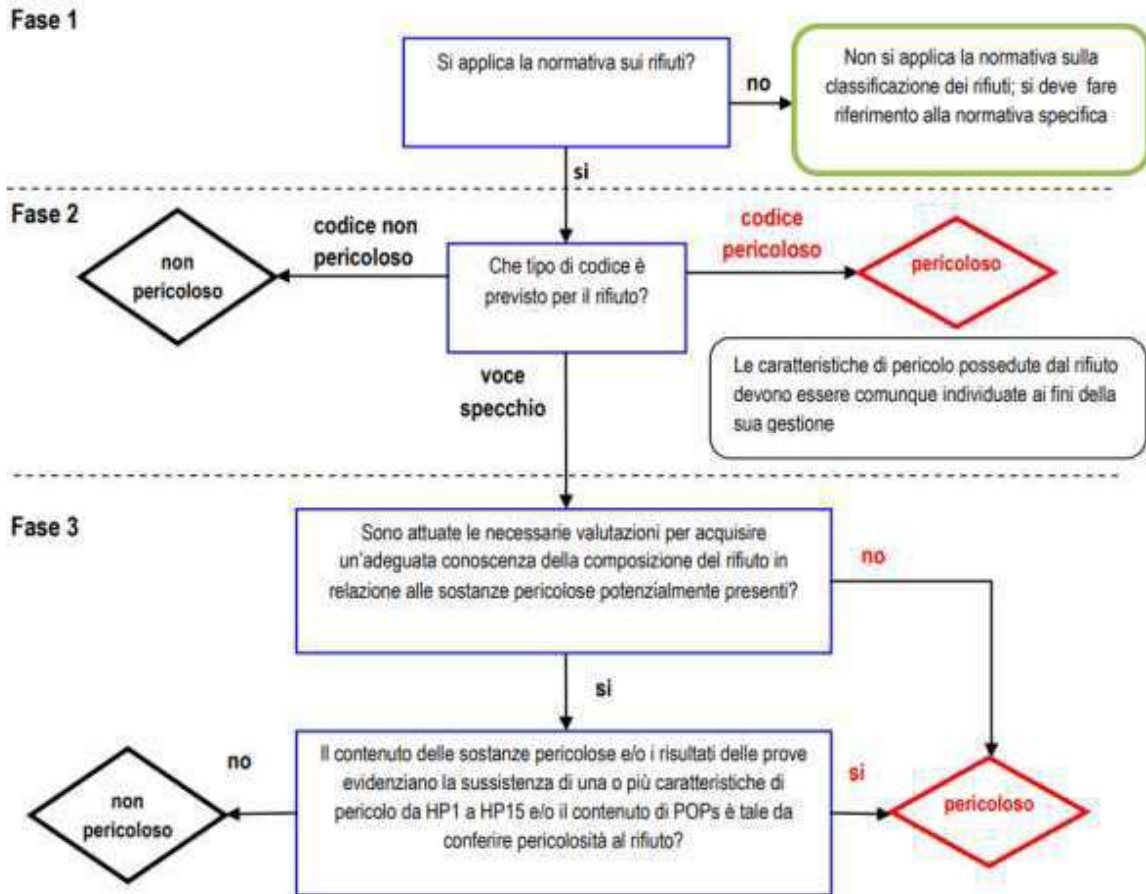 Fase 1
Si applica la normativa sui rifiuti?
no
Non si applica la normativa sulla
classificazione dei rifiuti; si deve fare
riferimento alla normativa specifica
si
Fase 2
non
pericoloso
codice non
pericoloso
Che tipo di codice è
previsto per il rifiuto?
codice
pericoloso
pericoloso
Le caratteristiche di pericolo possedute dal rifiuto
devono essere comunque individuate ai fini della
sua gestione
voce
specchio
Fase 3
Sono attuate le necessarie valutazioni per acquisire
un'adeguata conoscenza della composizione del rifiuto in
relazione alle sostanze pericolose potenzialmente presenti?
no
si
non
pericoloso
no
Il contenuto delle sostanze pericolose e/o i risultati delle prove
evidenziano la sussistenza di una o più caratteristiche di
pericolo da HP1 a HP15 e/o il contenuto di POPs è tale da
conferire pericolosità al rifiuto?
si
pericoloso